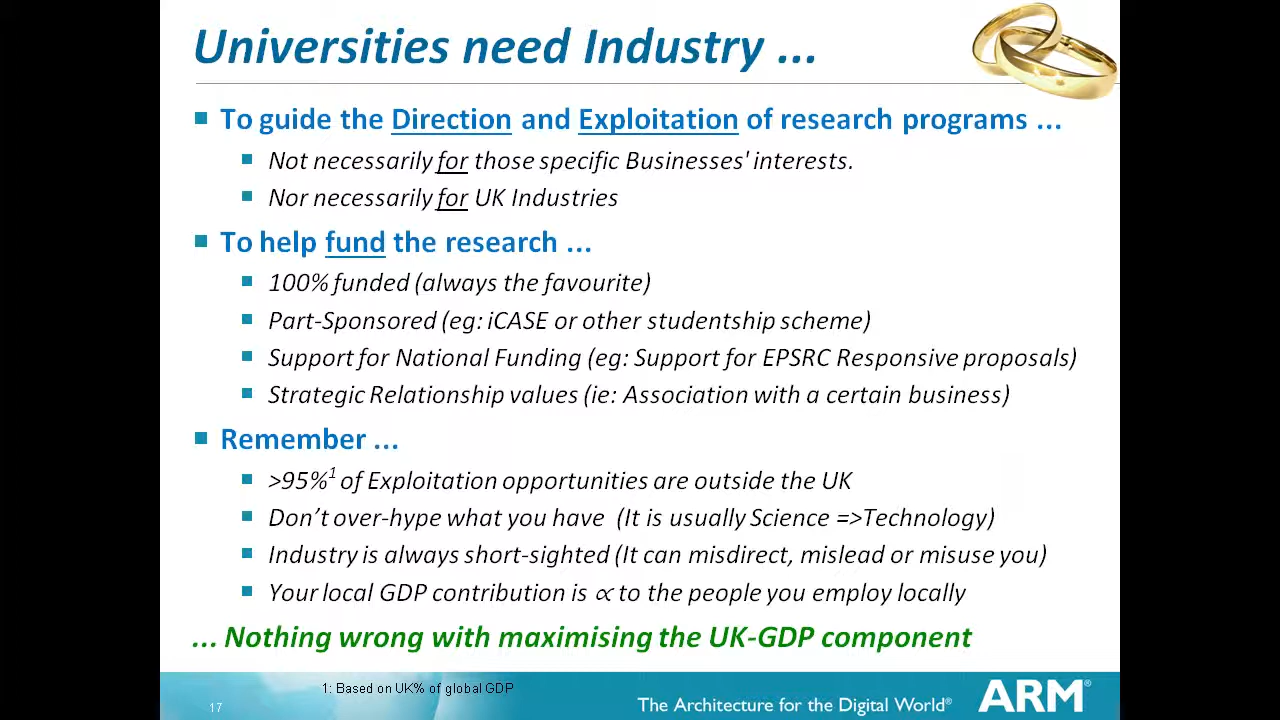 Universities need Industry ...
To guide the Direction and Exploitation of research programs ...
Not necessarily for those specific Businesses' interests.
Nor necessarily for UK Industries
To help fund the research ...
100% funded (always the favourite)
Part-Sponsored (eg: iCASE or other studentship scheme)
Support for National Funding (eg: Support for EPSRC Responsive proposals)
Strategic Relationship values (ie: Association with a certain business)
Remember ...
>95%¹ of Exploitation opportunities are outside the UK
Don’t over-hype what you have (It is usually Science =>Technology)
Industry is always short-sighted (It can misdirect, mislead or misuse you)
Your local GDP contribution is ∝ to the people you employ locally
... Nothing wrong with maximising the UK-GDP component
1: Based on UK% of global GDP
17
The Architecture for the Digital World®
ARM®